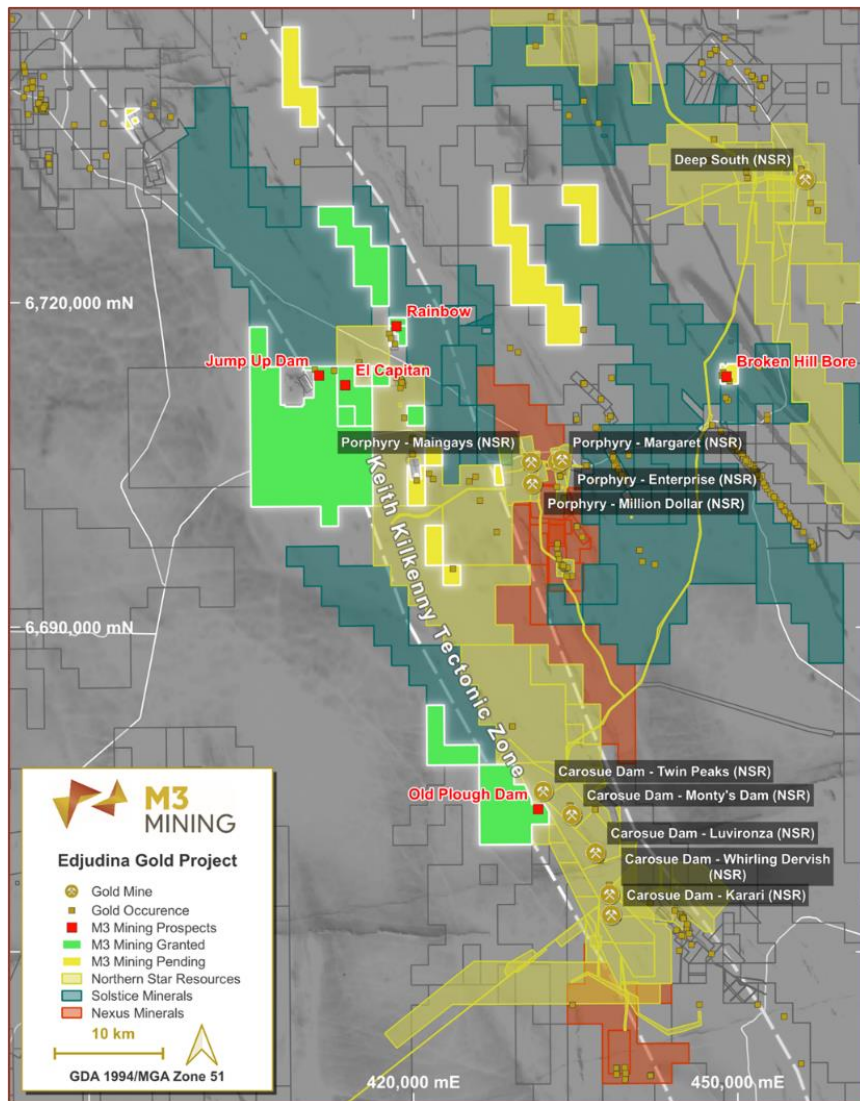 Deep South (NSR)
6,720,000 mN
Rainbow
Jump Up Dam
El Capitan
Broken Hill Bore
Porphyry - Maingays (NSR)
Porphyry - Margaret (NSR)
Porphyry - Enterprise (NSR)
Porphyry - Million Dollar (NSR)
Keith Kilkenny Tectonic Zone
6,690,000 mN
Carosue Dam - Twin Peaks (NSR)
Old Plough Dam
Carosue Dam - Monty's Dam (NSR)
Carosue Dam - Luvironza (NSR)
Carosue Dam - Whirling Dervish
(NSR)
Carosue Dam - Karari (NSR)
M3
MINING
Edjudina Gold Project
Gold Mine
Gold Occurence
M3 Mining Prospects
M3 Mining Granted
M3 Mining Pending
Northern Star Resources
Solstice Minerals
Nexus Minerals
10 km
GDA 1994/MGA Zone 51
420,000 mE
450,000 mE